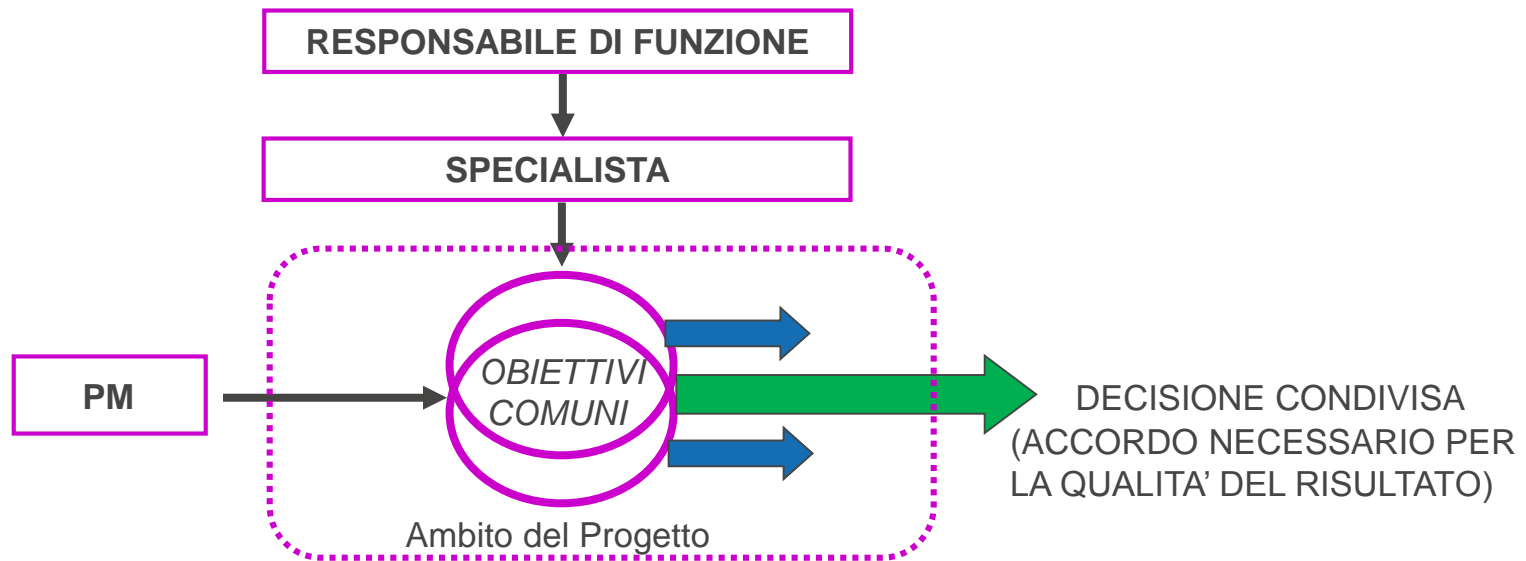 RESPONSABILE DI FUNZIONE
SPECIALISTA
OBIETTIVI
COMUNI
PM
DECISIONE CONDIVISA
(ACCORDO NECESSARIO PER
LA QUALITA’ DEL RISULTATO)
Ambito del Progetto